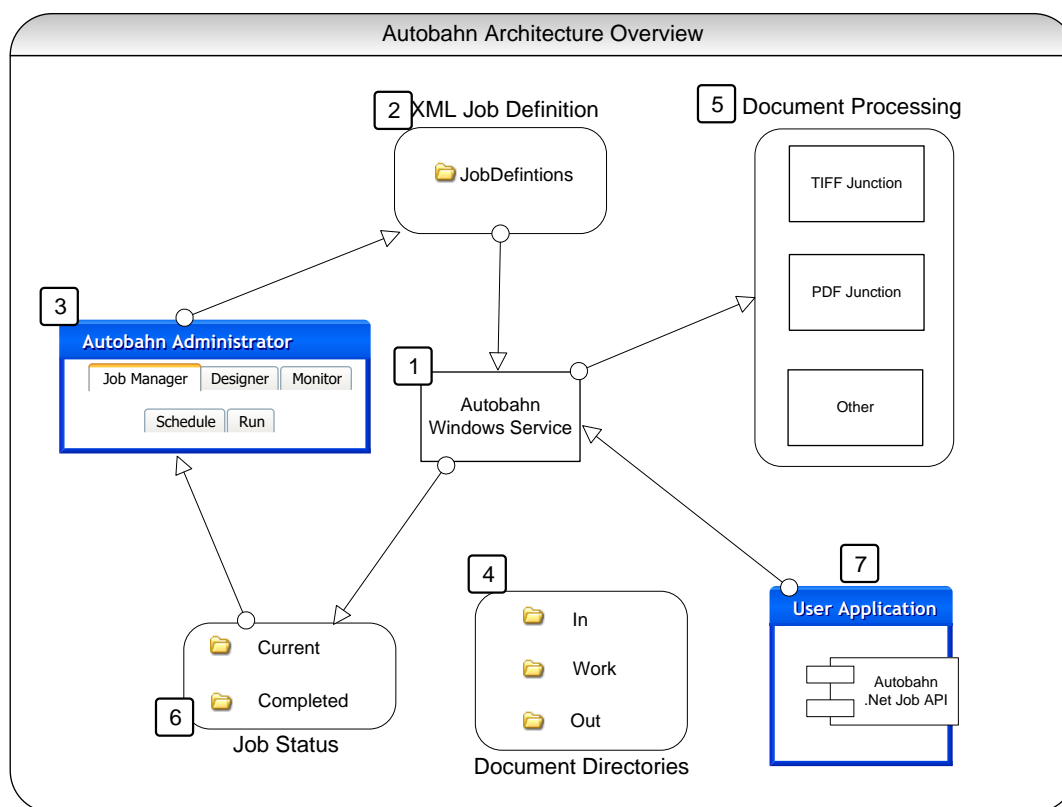 Autobahn Architecture Overview
2
XML Job Definition
JobDefintions
5
Document Processing
TIFF Junction
PDF Junction
Other
3
Autobahn Administrator
Job Manager
Designer
Monitor
Schedule
Run
1
Autobahn
Windows Service
4
In
Work
Out
Document Directories
7
User Application
Autobahn
.Net Job API
Current
Completed
6
Job Status